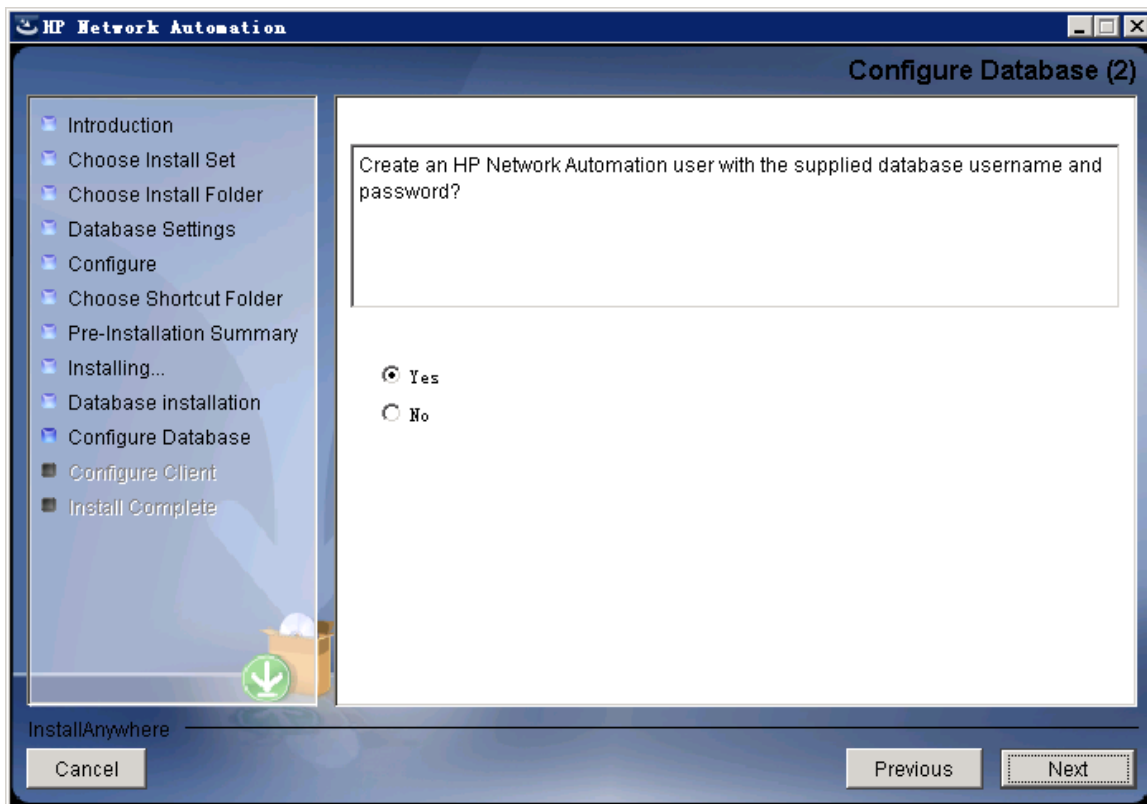 HP Network Automation
Configure Database (2)
Introduction
Choose Install Set
Choose Install Folder
Database Settings
Configure
Choose Shortcut Folder
Pre-Installation Summary
Installing...
Database installation
Configure Database
Configure Client
Install Complete
Create an HP Network Automation user with the supplied database username and
password?
Yes
No
InstallAnywhere
Cancel
Previous
Next